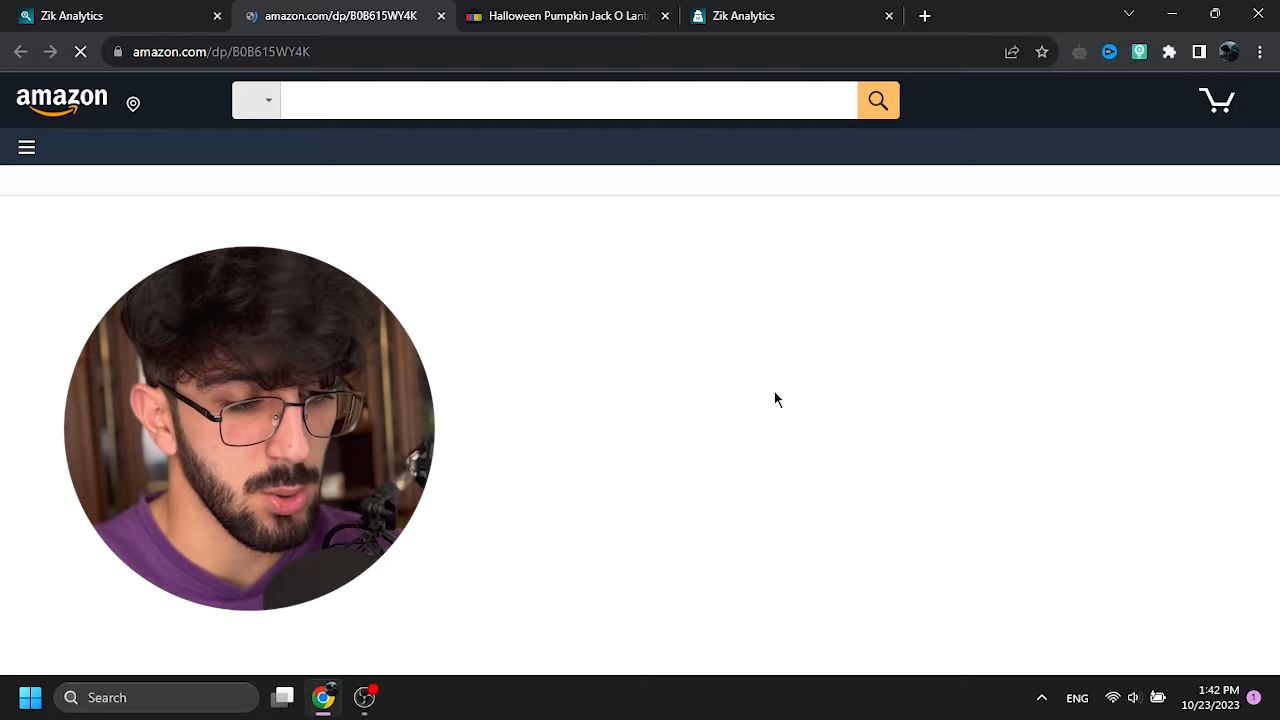 Zik Analytics
amazon.com/dp/B0B615WY4K
Halloween Pumpkin Jack O Lant
Zik Analytics
amazon.com/dp/B0B615WY4K
amazon
Search
ENG
1:42 PM
10/23/2023
1